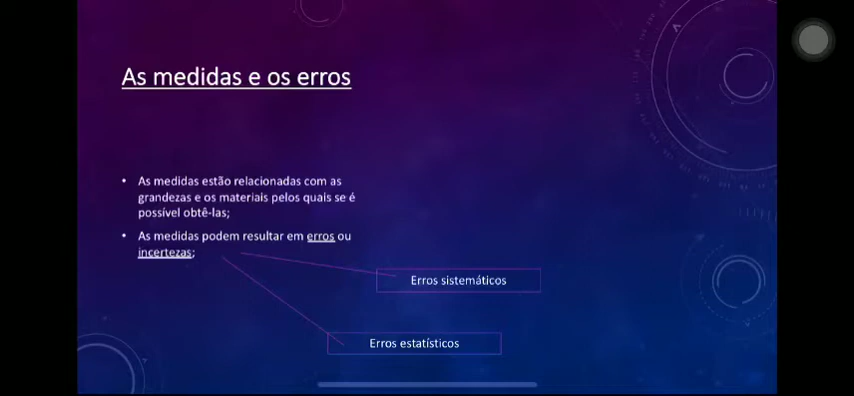 As medidas e os erros
• As medidas estão relacionadas com as
grandezas e os materiais pelos quais se é
possível obtê-las;
• As medidas podem resultar em erros ou
incertezas;
Erros sistemáticos
Erros estatísticos